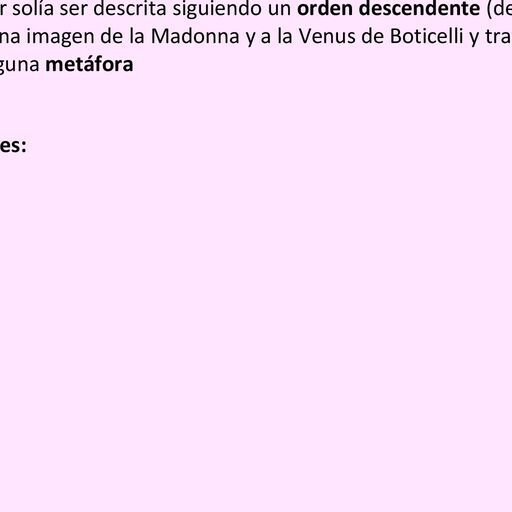 r solía ser descrita siguiendo un orden descendente (de
na imagen de la Madonna y a la Venus de Boticelli y tra
guna metáfora
es: